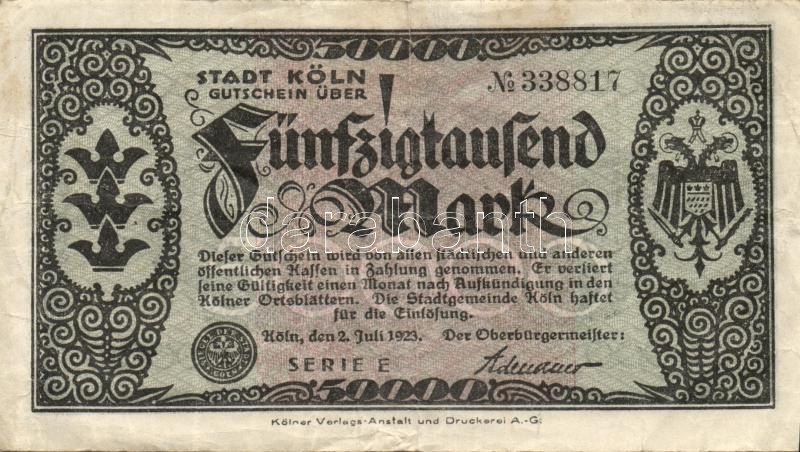 50000
STADT KÖLN
GUTSCHEIN ÜBER
№ 338817
Fünfzigtausend
Mark
darabanth
Dieser Gutschein wird von allen städtischen und anderen
öffentlichen Kassen in Zahlung genommen. Er verliert
seine Gültigkeit einen Monat nach Aufkündigung in den
Kölner Ortsblättern. Die Stadtgemeinde Köln haftet
für die Einlösung.
Köln, den 2. Juli 1923. Der Oberbürgermeister:
SERIE E
Adenauer
50000
Kölner Verlags-Anstalt und Druckerei A.-G.